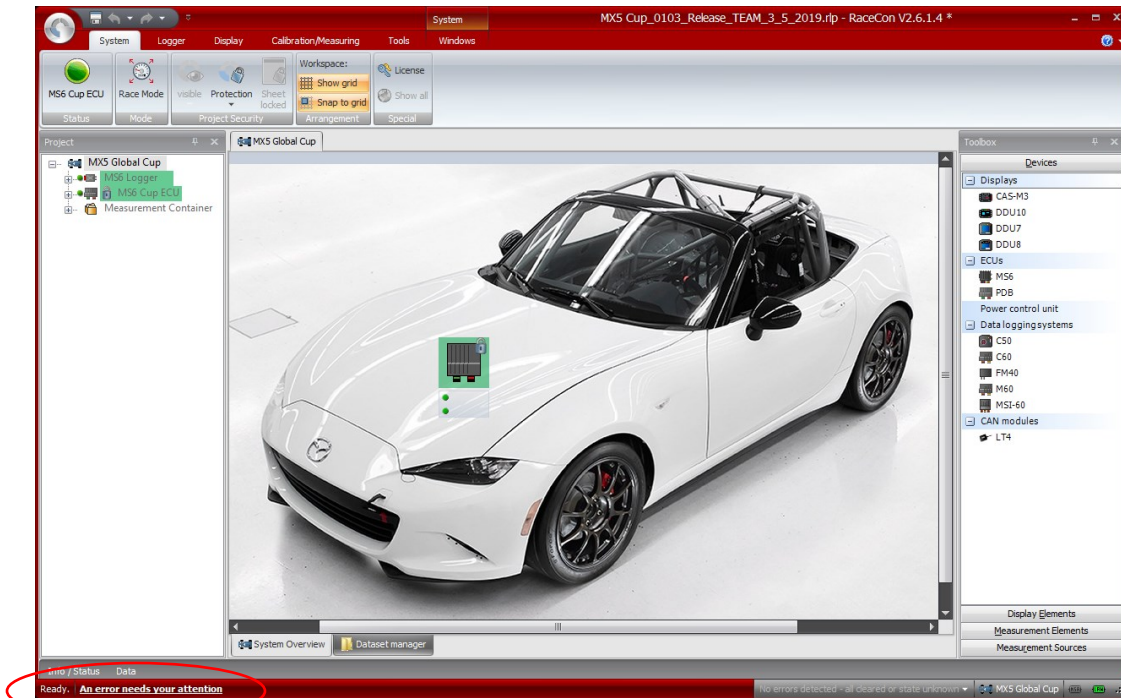 System
MX5 Cup_0103_Release_TEAM_3_5_2019.rlp - RaceCon V2.6.1.4 *
System Logger Display Calibration/Measuring Tools Windows
MS6 Cup ECU
Status
Race Mode
Mode
visible Protection Sheet locked
Project Security
Workspace:
Show grid
Snap to grid
Arrangement
License
Show all
Special
Project
MX5 Global Cup
MS6 Logger
MS6 Cup ECU
Measurement Container
MX5 Global Cup
System Overview Dataset manager
Toolbox
Devices
Displays
CAS-M3
DDU10
DDU7
DDU8
ECUs
MS6
PDB
Power control unit
Data logging systems
C50
C60
FM40
M60
MSI-60
CAN modules
LT4
Display Elements
Measurement Elements
Measurement Sources
Info / Status Data
Ready. An error needs your attention
No errors detected - all cleared or state unknown MX5 Global Cup